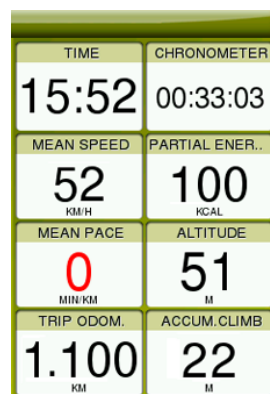 TIME CHRONOMETER
15:52 00:33:03
MEAN SPEED PARTIAL ENER..
52 100
KM/H KCAL
MEAN PACE ALTITUDE
0 51
MIN/KM M
TRIP ODOM. ACCUM.CLIMB
1.100 22
KM M